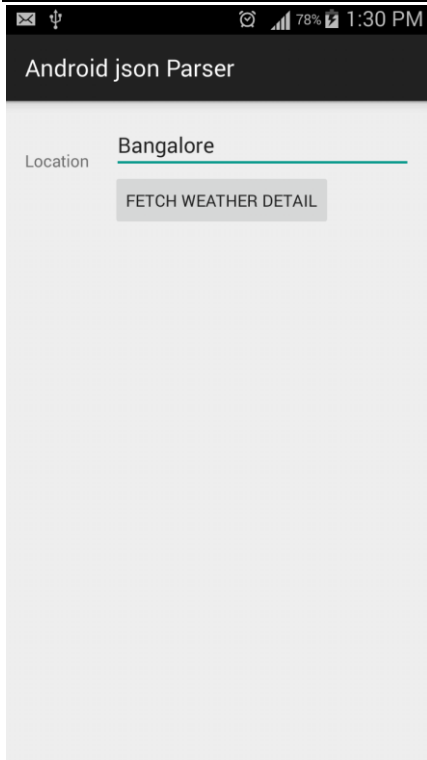 78% 1:30 PM
Android json Parser
Bangalore
Location
FETCH WEATHER DETAIL